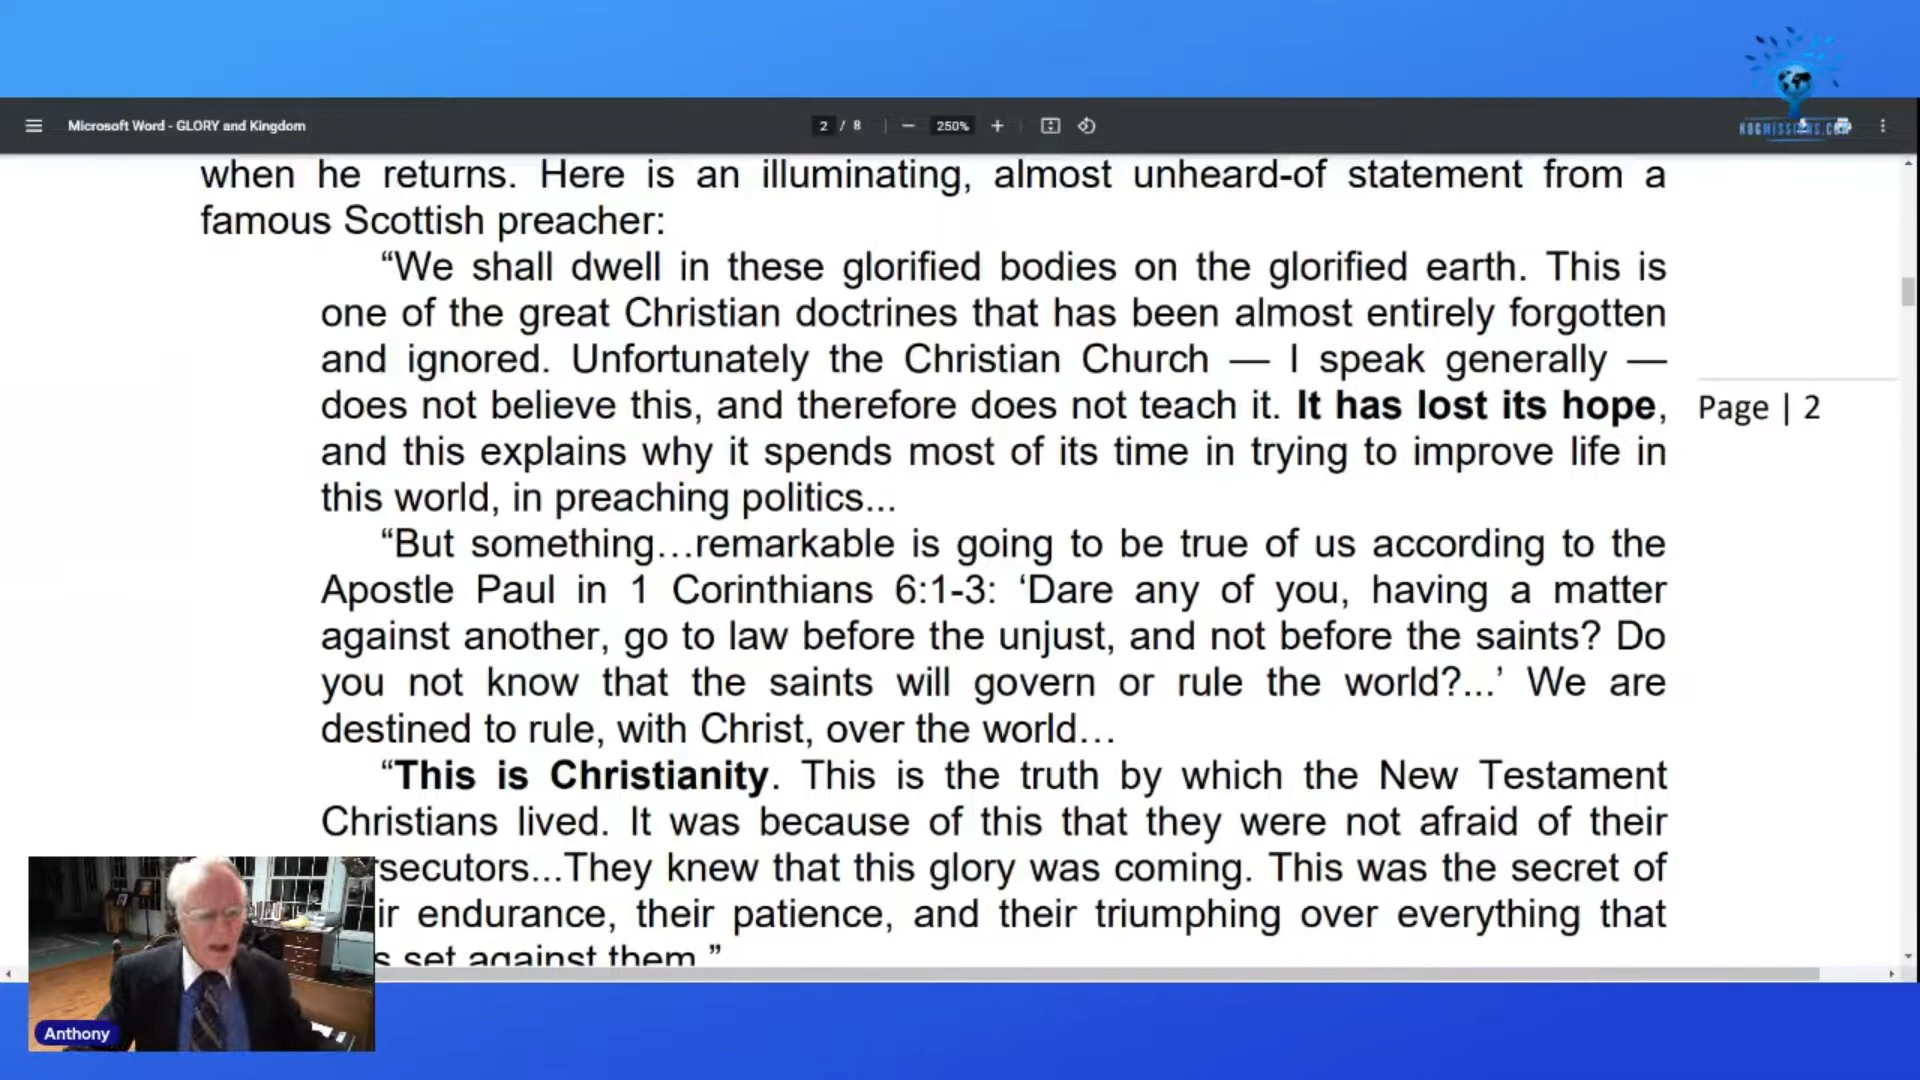 Microsoft Word - GLORY and Kingdom
2 / 8
250%
KOGMISSIONS.COM
when he returns. Here is an illuminating, almost unheard-of statement from a
famous Scottish preacher:
“We shall dwell in these glorified bodies on the glorified earth. This is
one of the great Christian doctrines that has been almost entirely forgotten
and ignored. Unfortunately the Christian Church — I speak generally —
does not believe this, and therefore does not teach it. It has lost its hope,
Page | 2
and this explains why it spends most of its time in trying to improve life in
this world, in preaching politics...
“But something…remarkable is going to be true of us according to the
Apostle Paul in 1 Corinthians 6:1-3: ‘Dare any of you, having a matter
against another, go to law before the unjust, and not before the saints? Do
you not know that the saints will govern or rule the world?...’ We are
destined to rule, with Christ, over the world…
“This is Christianity. This is the truth by which the New Testament
Christians lived. It was because of this that they were not afraid of their
secutors...They knew that this glory was coming. This was the secret of
ir endurance, their patience, and their triumphing over everything that
s set against them.”
Anthony